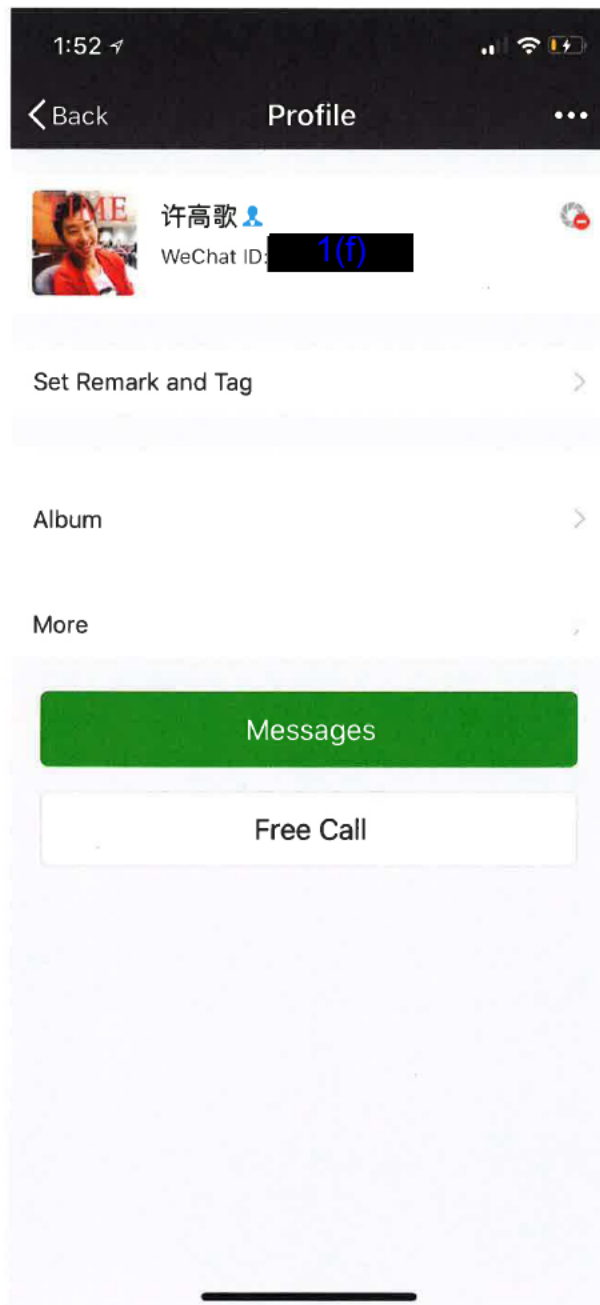 1:52
Back
Profile
TIME
许高歌
WeChat ID:
1(f)
Set Remark and Tag
Album
More
Messages
Free Call